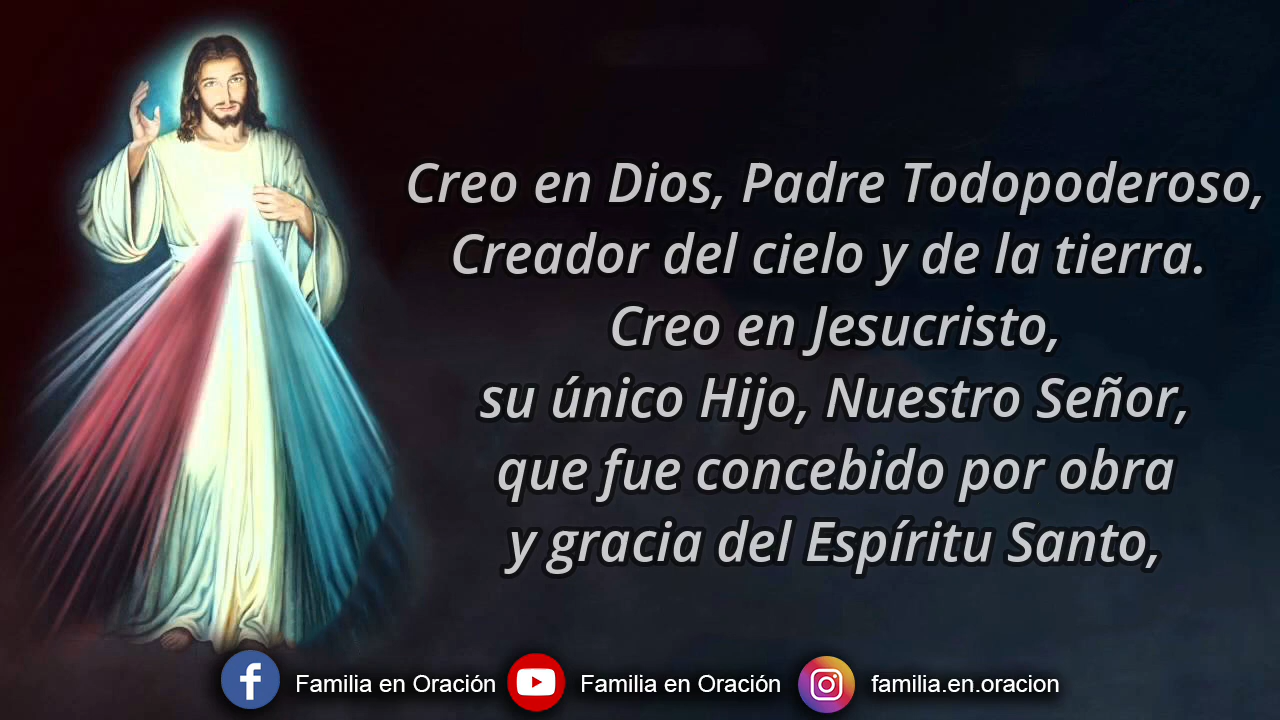 Creo en Dios, Padre Todopoderoso,
Creador del cielo y de la tierra.
Creo en Jesucristo,
su único Hijo, Nuestro Señor,
que fue concebido por obra
y gracia del Espíritu Santo,
Familia en Oración Familia en Oración familia.en.oracion